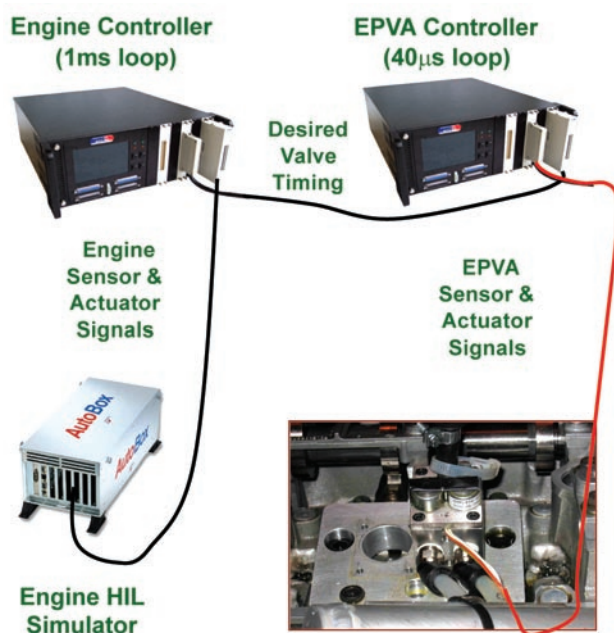 Engine Controller
(1ms loop)
EPVA Controller
(40μs loop)
Desired
Valve
Timing
Engine
Sensor &
Actuator
Signals
EPVA
Sensor &
Actuator
Signals
AutoBox
AutoBox
Engine HIL
Simulator